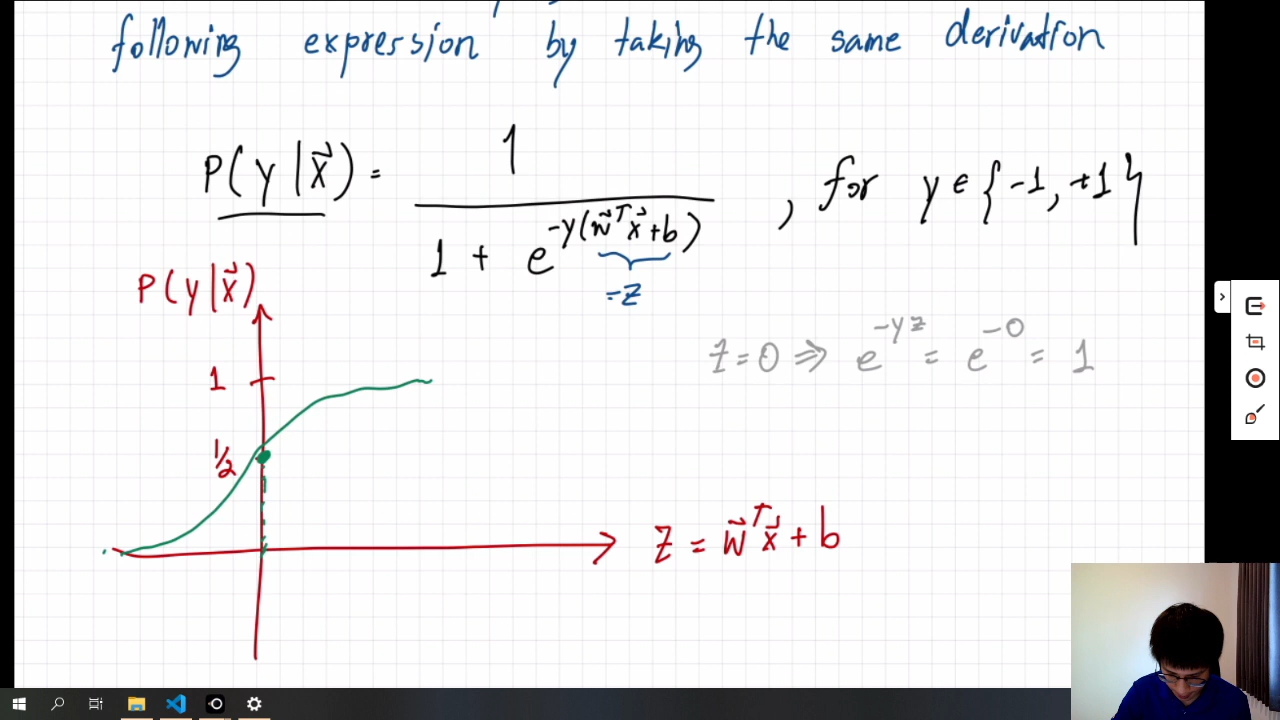 following expression by taking the same derivation
P(y|x⃗) = 1 / (1 + e^{-y(w⃗ᵀx⃗+b)}) , for y ∈ {-1, +1}
= z
P(y|x⃗)
z = 0 ⇒ e^{-yz} = e^{-0} = 1
1
1/2
z = w⃗ᵀx⃗ + b